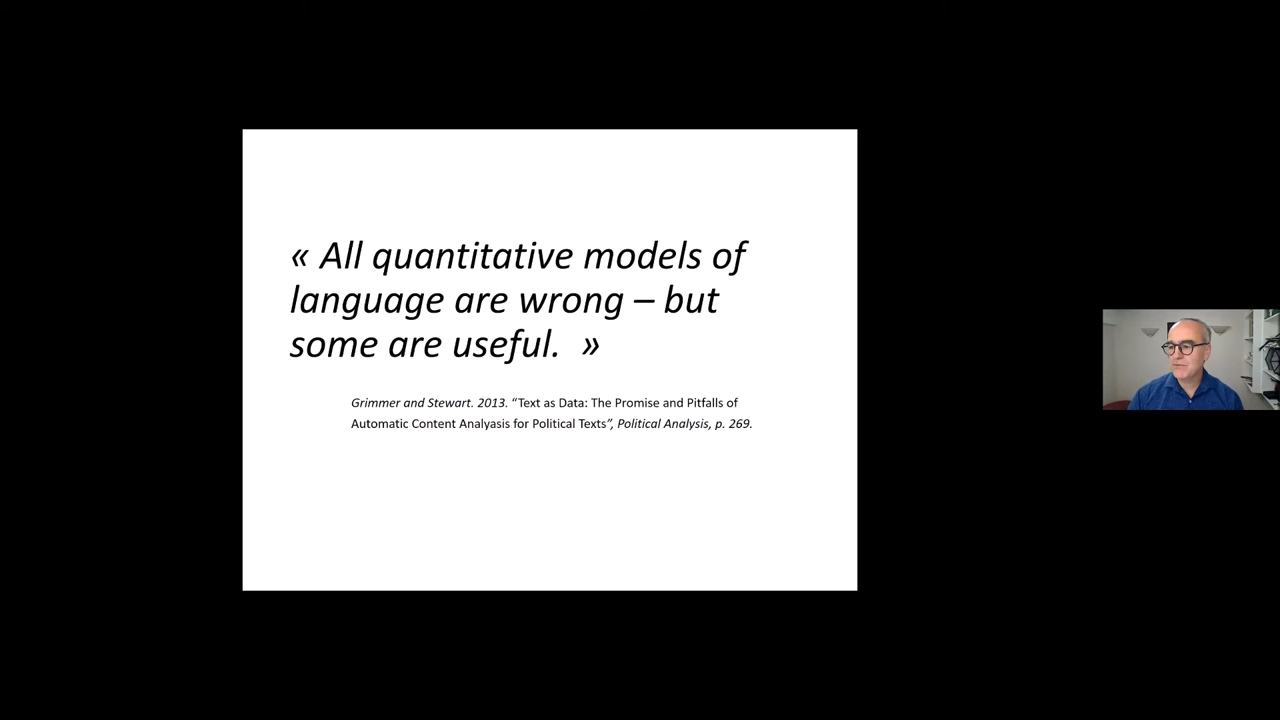 « All quantitative models of
language are wrong – but
some are useful.  »
Grimmer and Stewart. 2013. “Text as Data: The Promise and Pitfalls of
Automatic Content Analyasis for Political Texts”, Political Analysis, p. 269.